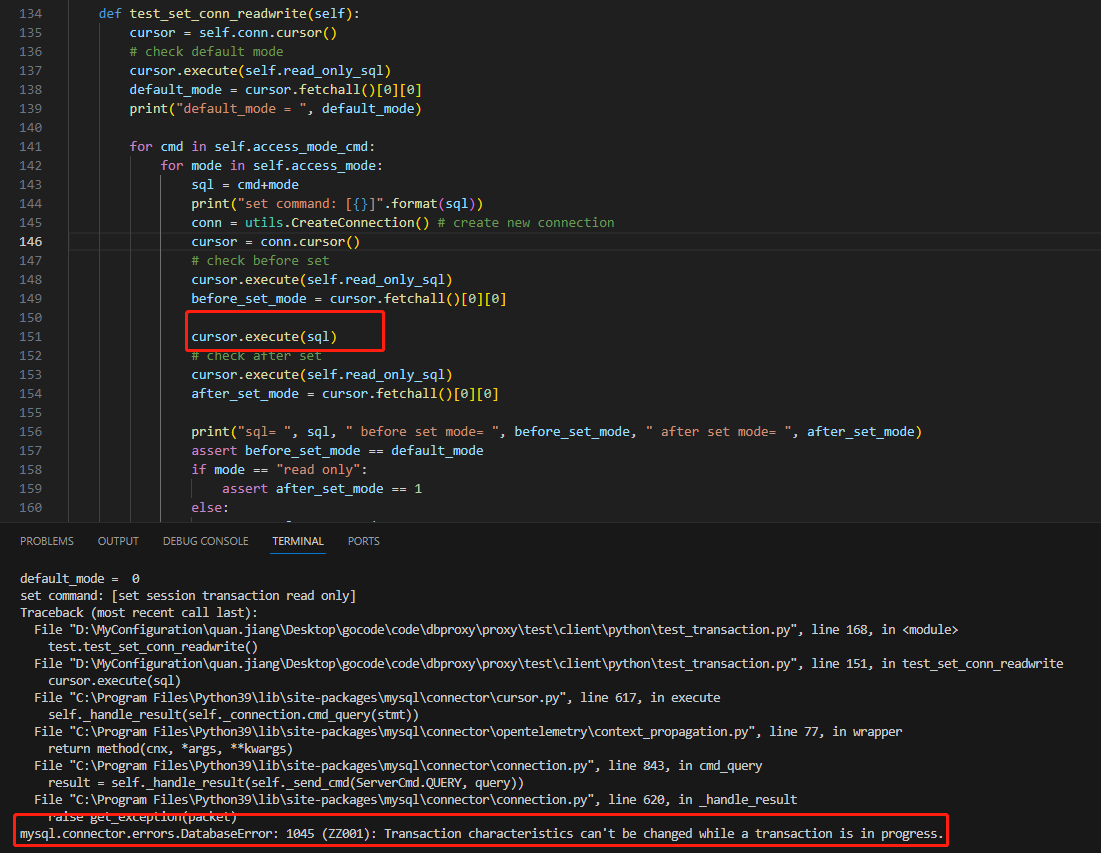 134 def test_set_conn_readwrite(self):
135 cursor = self.conn.cursor()
136 # check default mode
137 cursor.execute(self.read_only_sql)
138 default_mode = cursor.fetchall()[0][0]
139 print("default_mode = ", default_mode)
140
141 for cmd in self.access_mode_cmd:
142 for mode in self.access_mode:
143 sql = cmd+mode
144 print("set command: [{}]".format(sql))
145 conn = utils.CreateConnection() # create new connection
146 cursor = conn.cursor()
147 # check before set
148 cursor.execute(self.read_only_sql)
149 before_set_mode = cursor.fetchall()[0][0]
150
151 cursor.execute(sql)
152 # check after set
153 cursor.execute(self.read_only_sql)
154 after_set_mode = cursor.fetchall()[0][0]
155
156 print("sql= ", sql, " before set mode= ", before_set_mode, " after set mode= ", after_set_mode)
157 assert before_set_mode == default_mode
158 if mode == "read only":
159 assert after_set_mode == 1
160 else:
PROBLEMS OUTPUT DEBUG CONSOLE TERMINAL PORTS
default_mode =  0
set command: [set session transaction read only]
Traceback (most recent call last):
File "D:\MyConfiguration\quan.jiang\Desktop\gocode\code\dbproxy\proxy\test\client\python\test_transaction.py", line 168, in <module>
test.test_set_conn_readwrite()
File "D:\MyConfiguration\quan.jiang\Desktop\gocode\code\dbproxy\proxy\test\client\python\test_transaction.py", line 151, in test_set_conn_readwrite
cursor.execute(sql)
File "C:\Program Files\Python39\lib\site-packages\mysql\connector\cursor.py", line 617, in execute
self._handle_result(self._connection.cmd_query(stmt))
File "C:\Program Files\Python39\lib\site-packages\mysql\connector\opentelemetry\context_propagation.py", line 77, in wrapper
return method(cnx, *args, **kwargs)
File "C:\Program Files\Python39\lib\site-packages\mysql\connector\connection.py", line 843, in cmd_query
result = self._handle_result(self._send_cmd(ServerCmd.QUERY, query))
File "C:\Program Files\Python39\lib\site-packages\mysql\connector\connection.py", line 620, in _handle_result
raise get_exception(packet)
mysql.connector.errors.DatabaseError: 1045 (ZZ001): Transaction characteristics can't be changed while a transaction is in progress.